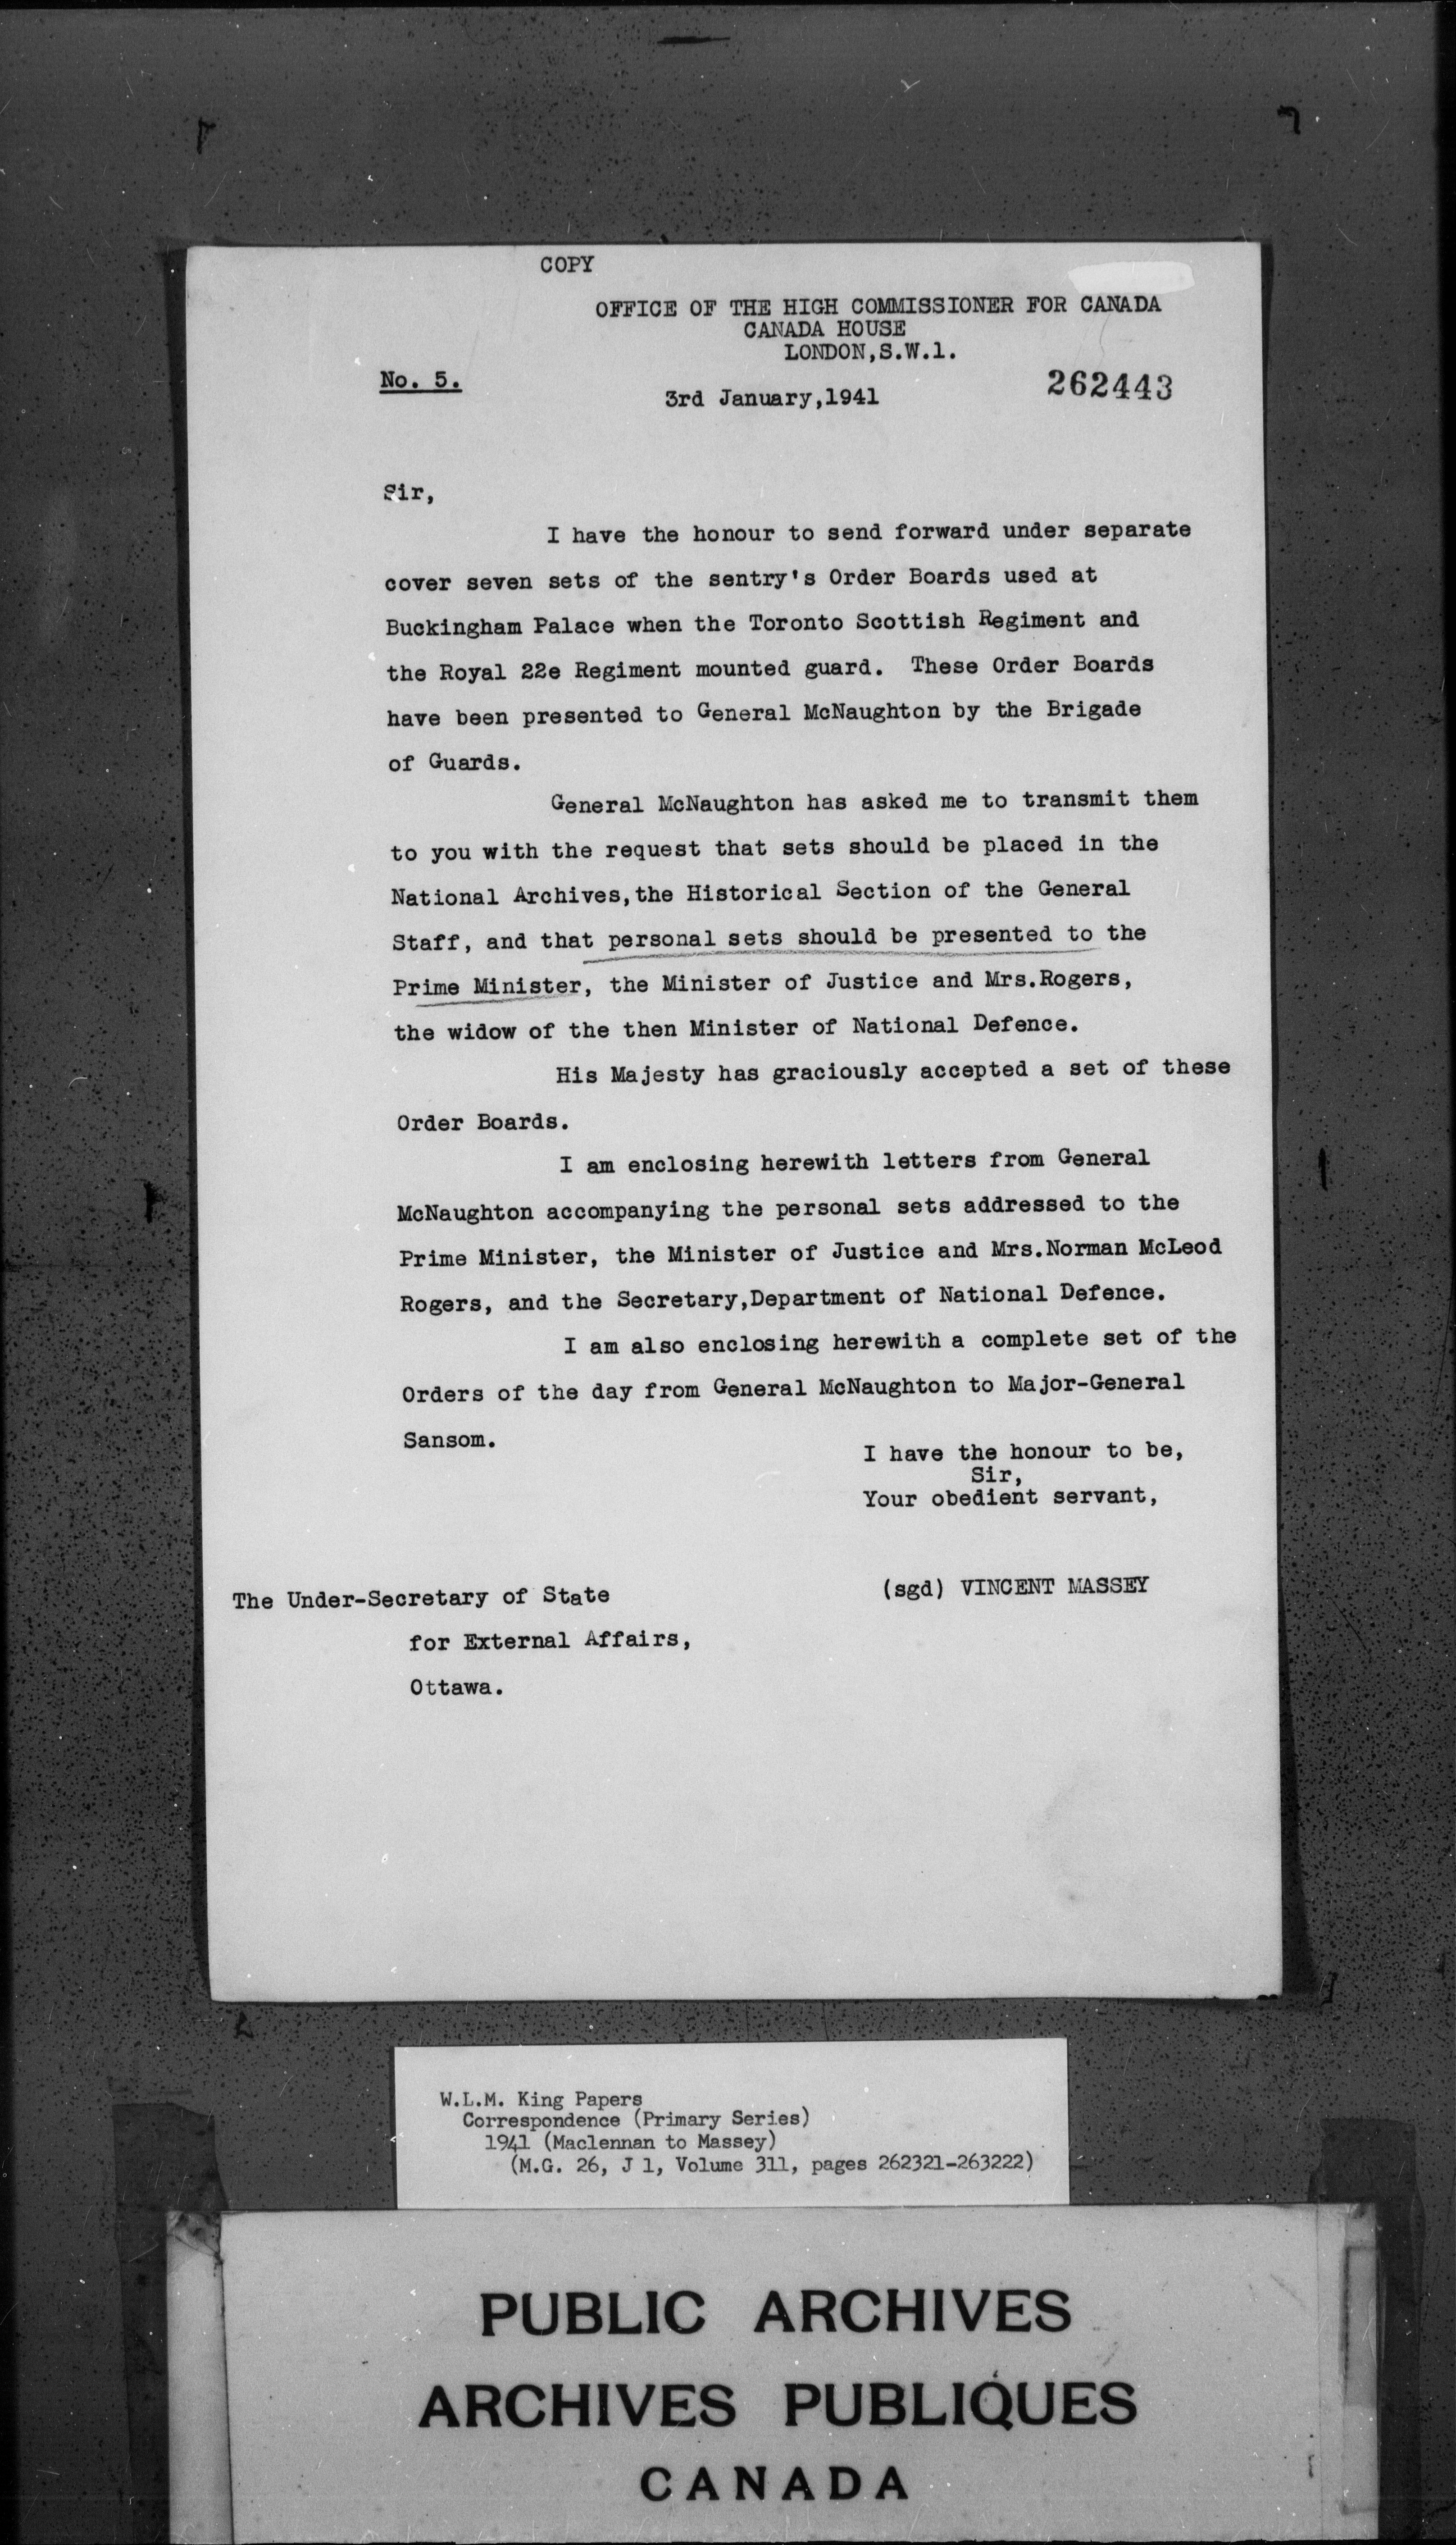 COPY
OFFICE OF THE HIGH COMMISSIONER FOR CANADA
CANADA HOUSE
LONDON,S.W.1.
No. 5.
262443
3rd January,1941
Sir,
I have the honour to send forward under separate
cover seven sets of the sentry's Order Boards used at
Buckingham Palace when the Toronto Scottish Regiment and
the Royal 22e Regiment mounted guard. These Order Boards
have been presented to General McNaughton by the Brigade
of Guards.
General McNaughton has asked me to transmit them
to you with the request that sets should be placed in the
National Archives,the Historical Section of the General
Staff, and that personal sets should be presented to the
Prime Minister, the Minister of Justice and Mrs.Rogers,
the widow of the then Minister of National Defence.
His Majesty has graciously accepted a set of these
Order Boards.
I am enclosing herewith letters from General
McNaughton accompanying the personal sets addressed to the
Prime Minister, the Minister of Justice and Mrs.Norman McLeod
Rogers, and the Secretary,Department of National Defence.
I am also enclosing herewith a complete set of the
Orders of the day from General McNaughton to Major-General
Sansom.
I have the honour to be,
Sir,
Your obedient servant,
(sgd) VINCENT MASSEY
The Under-Secretary of State
for External Affairs,
Ottawa.
W.L.M. King Papers
Correspondence (Primary Series)
1941 (Maclennan to Massey)
(M.G. 26, J 1, Volume 311, pages 262321-263222)
PUBLIC ARCHIVES
ARCHIVES PUBLIQUES
CANADA